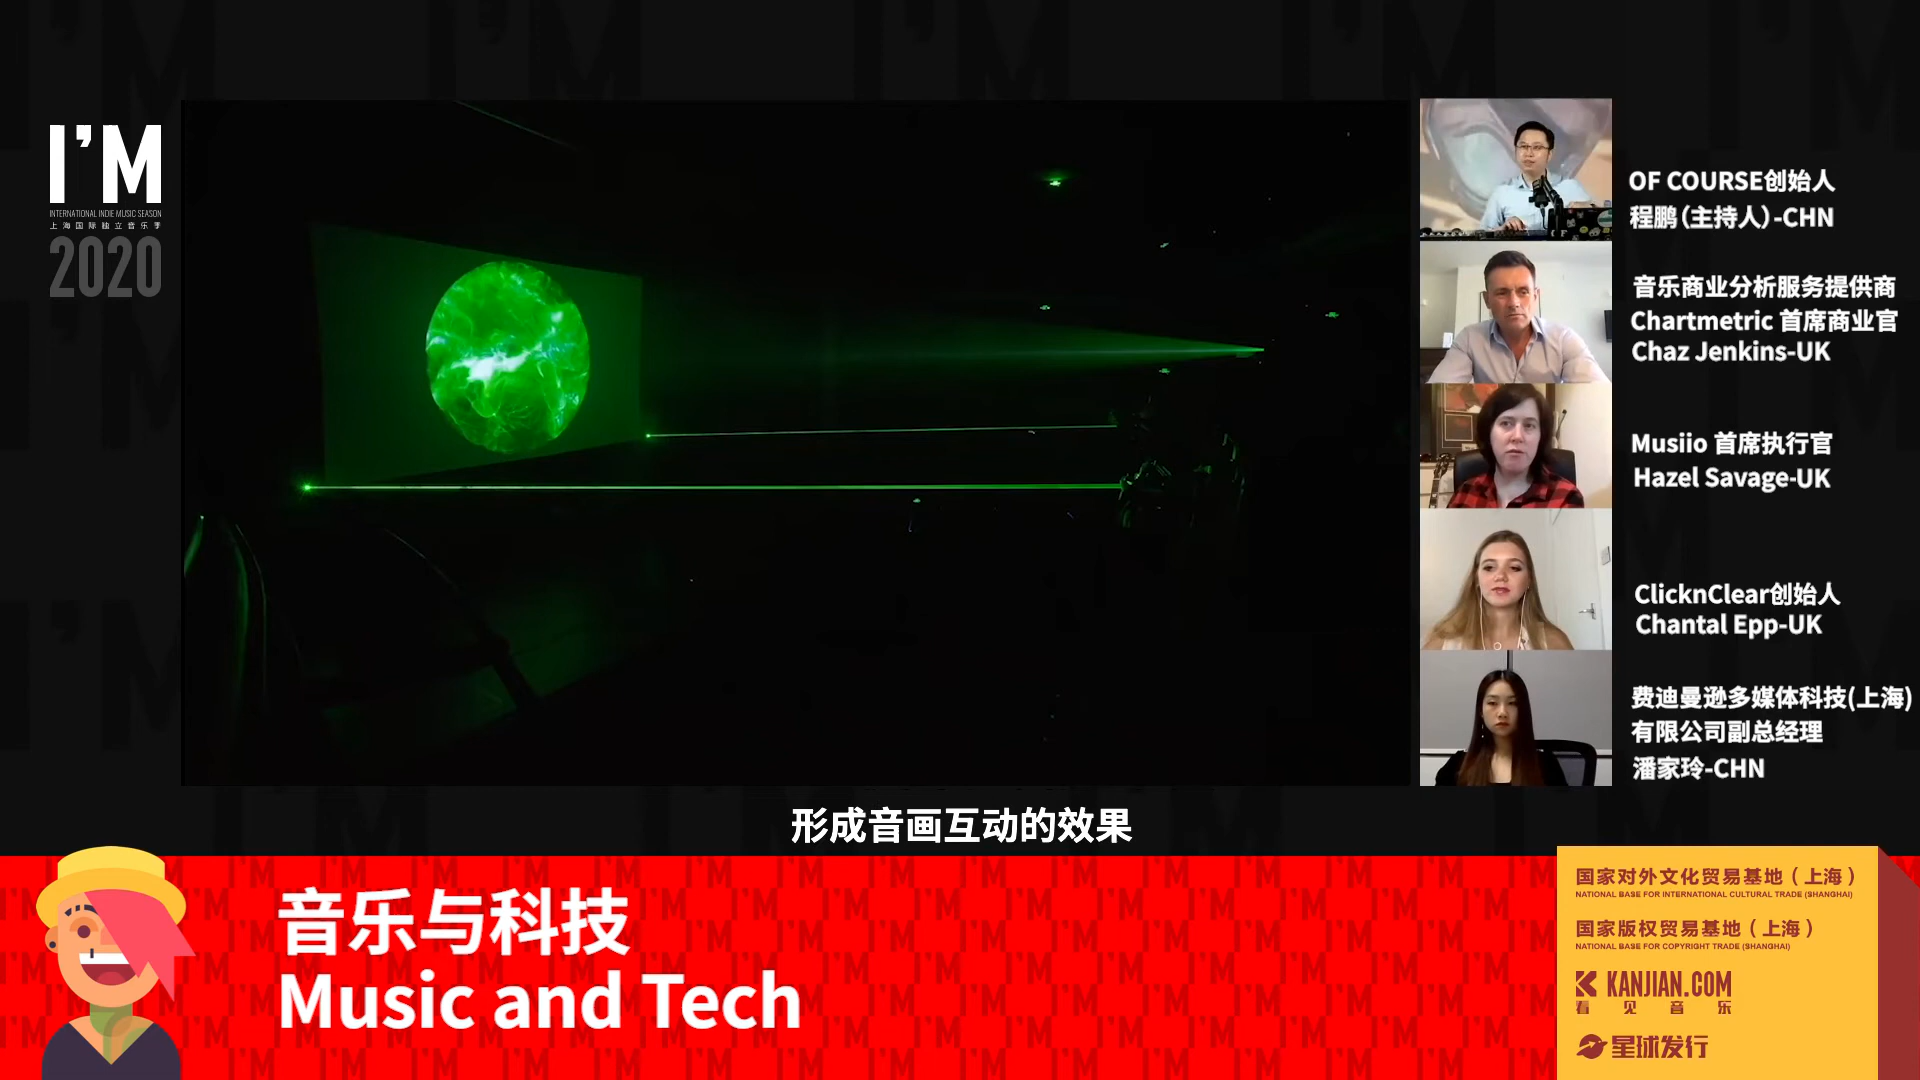 I'M
INTERNATIONAL INDIE MUSIC SEASON
上海国际独立音乐季
2020
OF COURSE创始人
程鹏(主持人)-CHN
音乐商业分析服务提供商
Chartmetric 首席商业官
Chaz Jenkins-UK
Musiio 首席执行官
Hazel Savage-UK
ClicknClear创始人
Chantal Epp-UK
费迪曼逊多媒体科技(上海)
有限公司副总经理
潘家玲-CHN
形成音画互动的效果
音乐与科技
Music and Tech
国家对外文化贸易基地（上海）
NATIONAL BASE FOR INTERNATIONAL CULTURAL TRADE (SHANGHAI)
国家版权贸易基地（上海）
NATIONAL BASE FOR COPYRIGHT TRADE (SHANGHAI)
KANJIAN.COM
看见音乐
星球发行